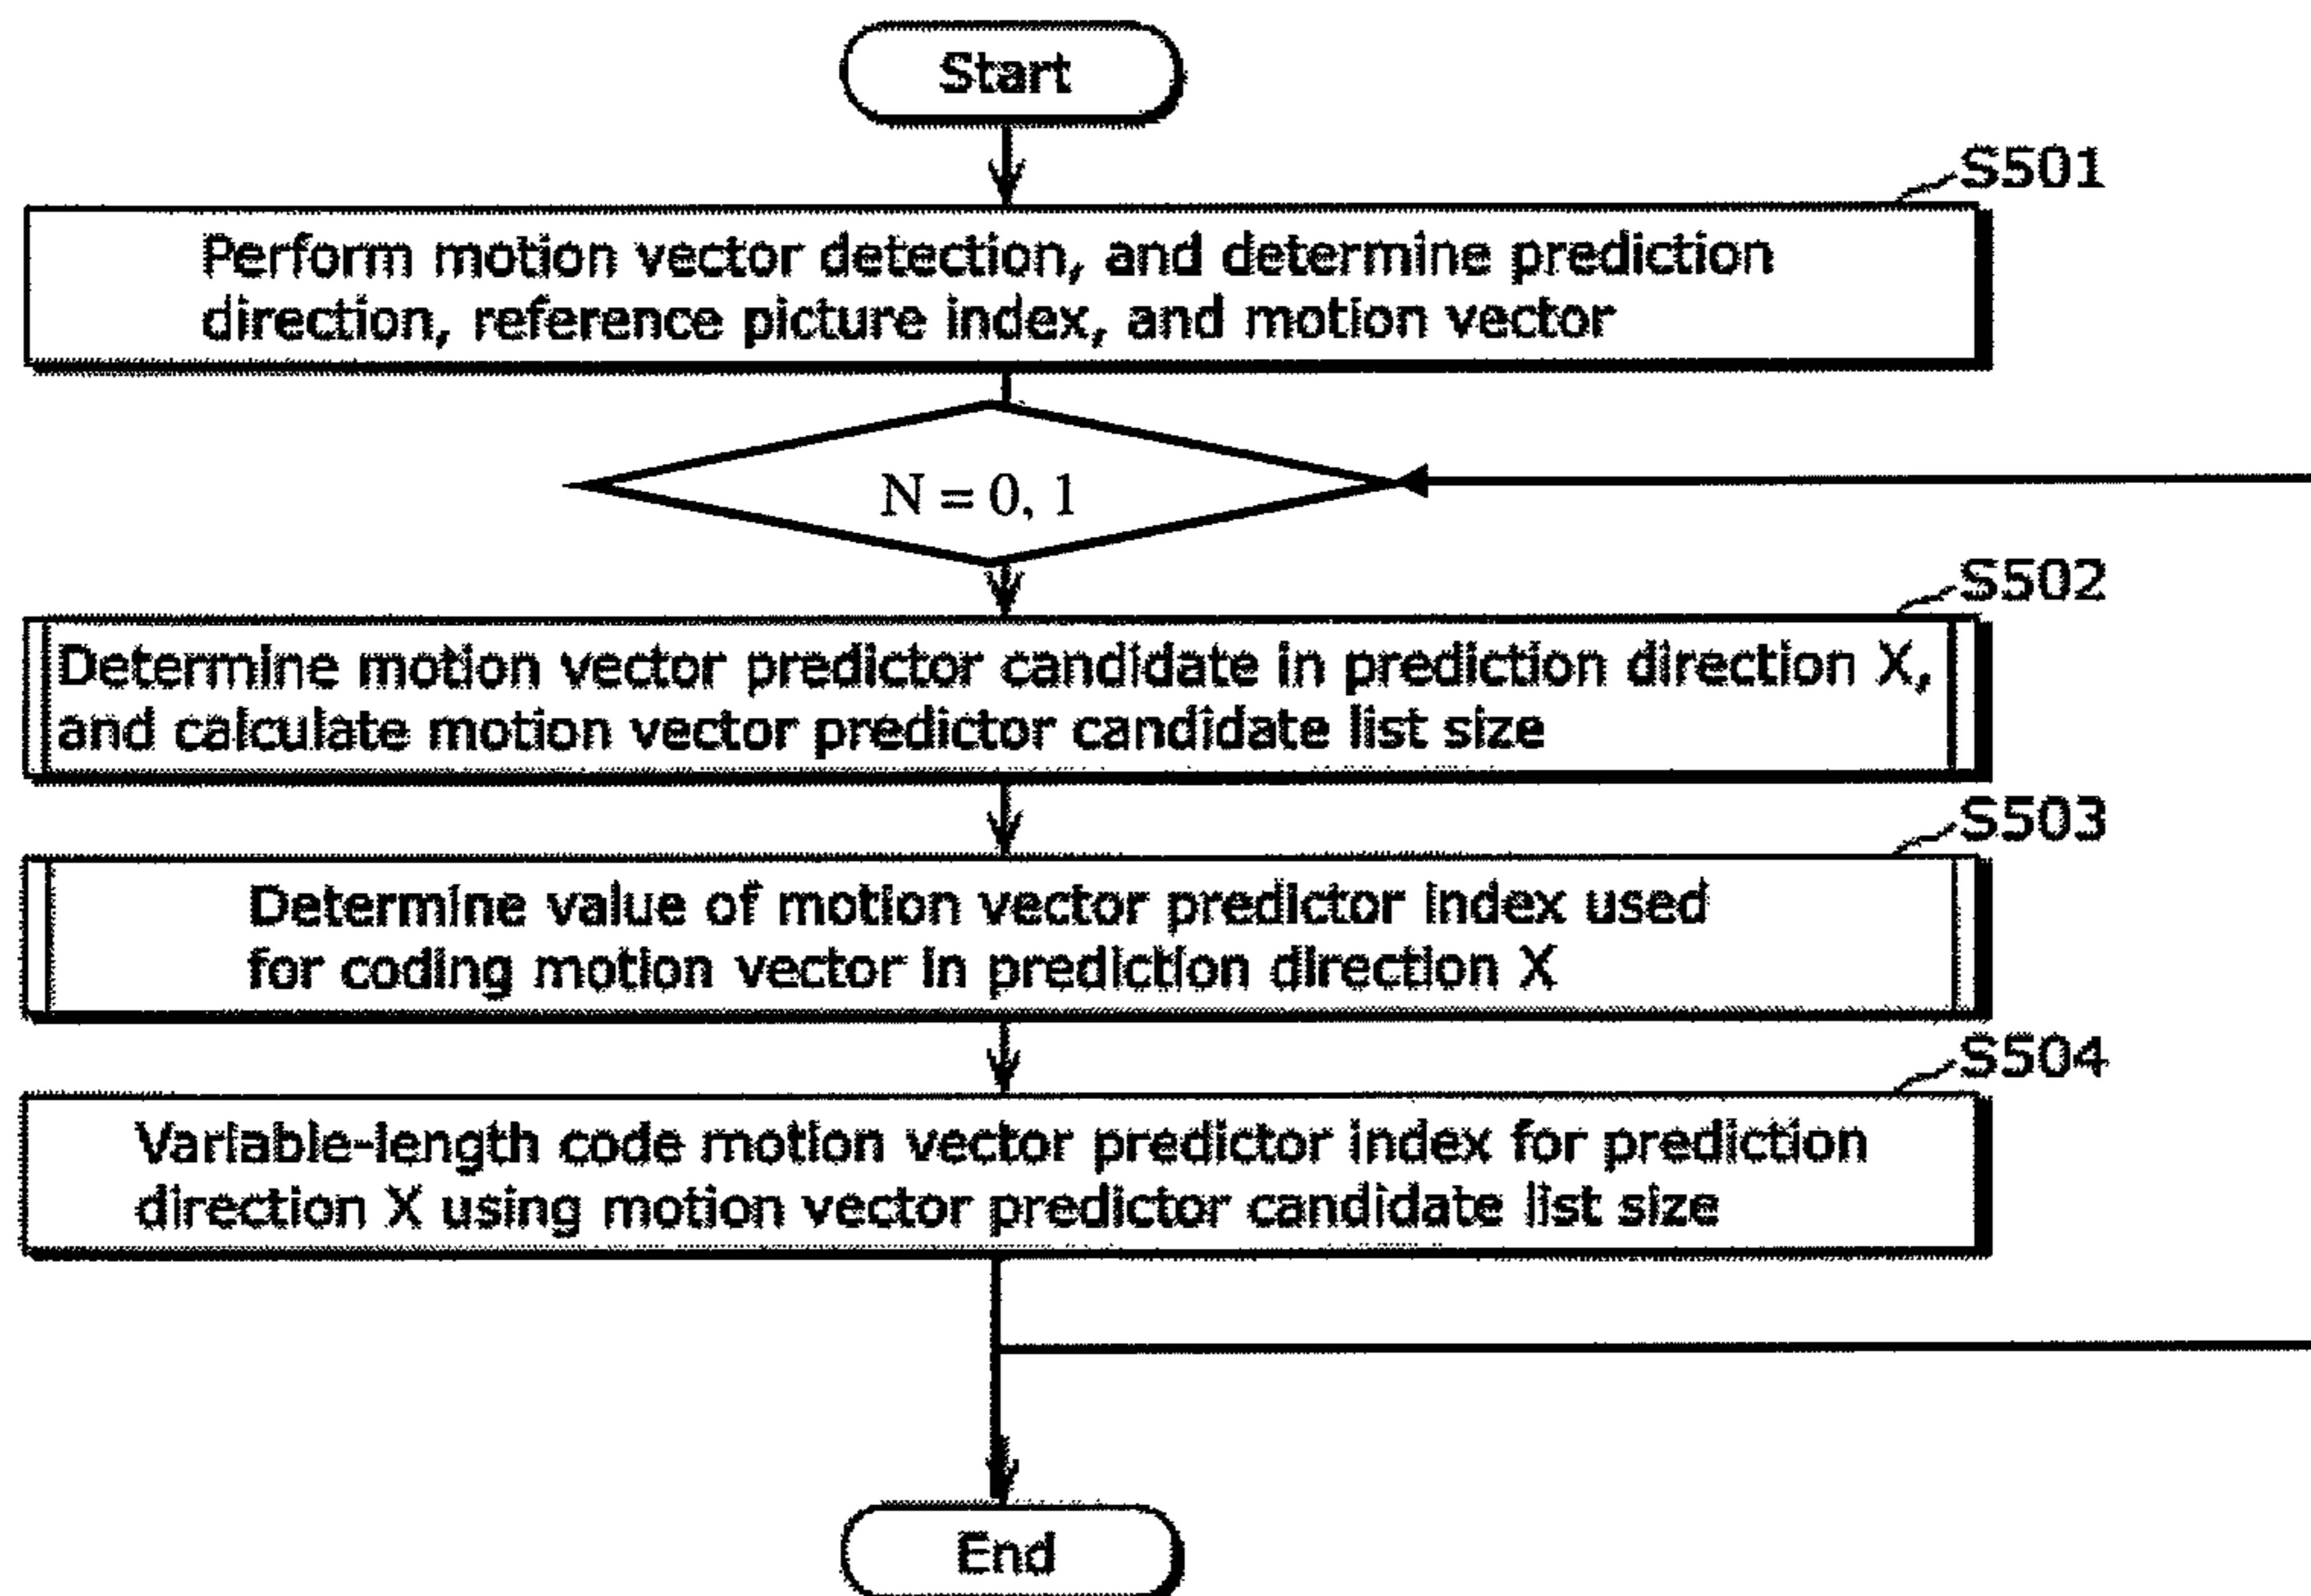 Start
S501
Perform motion vector detection, and determine prediction
direction, reference picture index, and motion vector
N = 0, 1
S502
Determine motion vector predictor candidate in prediction direction X,
and calculate motion vector predictor candidate list size
S503
Determine value of motion vector predictor index used
for coding motion vector in prediction direction X
S504
Variable-length code motion vector predictor index for prediction
direction X using motion vector predictor candidate list size
End